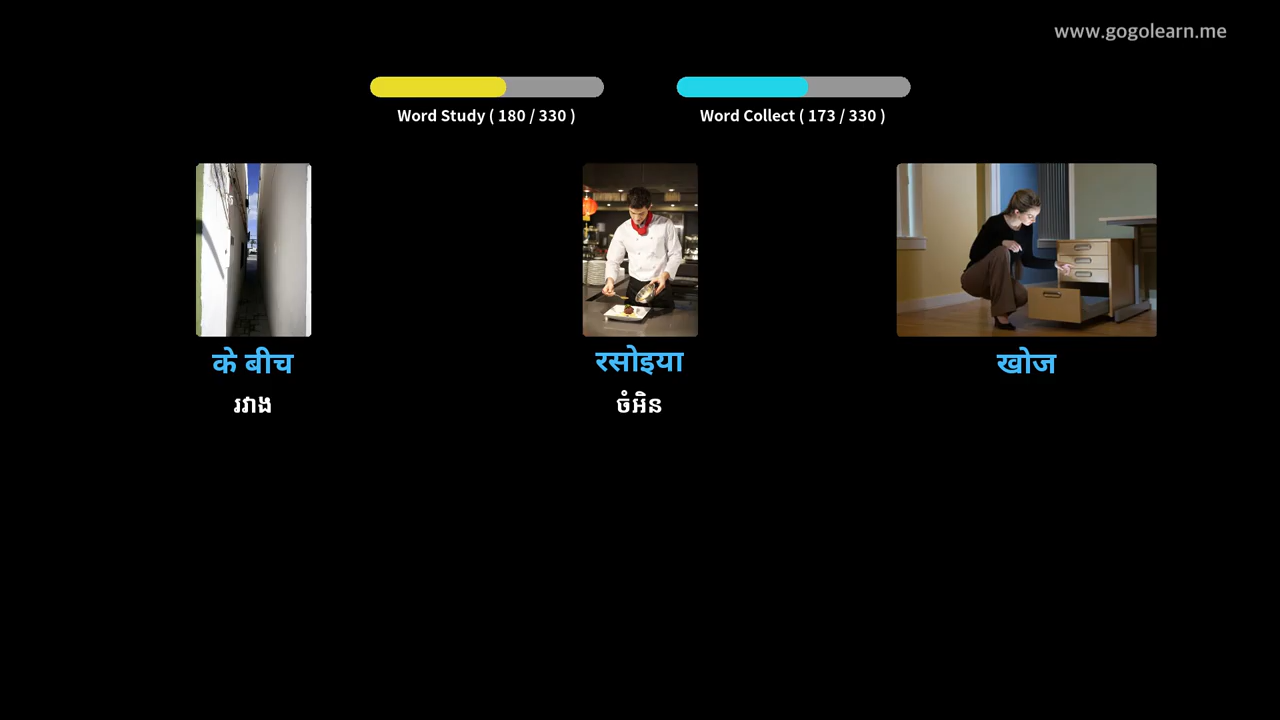 www.gogolearn.me
Word Study ( 180 / 330 )
Word Collect ( 173 / 330 )
के बीच
रसोइया
खोज
រវាង
ចំអិន